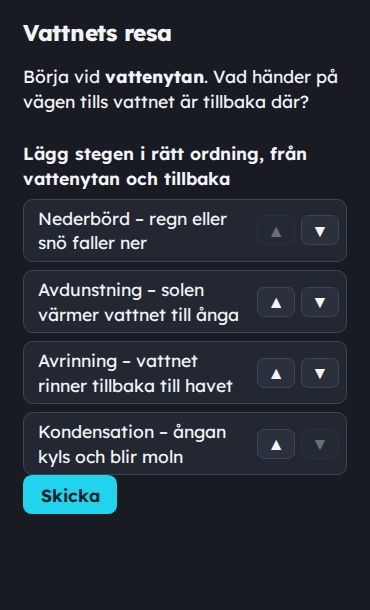 Vattnets resa
Börja vid vattenytan. Vad händer på
vägen tills vattnet är tillbaka där?
Lägg stegen i rätt ordning, från
vattenytan och tillbaka
Nederbörd – regn eller
snö faller ner
▲ ▼
Avdunstning – solen
värmer vattnet till ånga
▲ ▼
Avrinning – vattnet
rinner tillbaka till havet
▲ ▼
Kondensation – ångan
kyls och blir moln
▲ ▼
Skicka